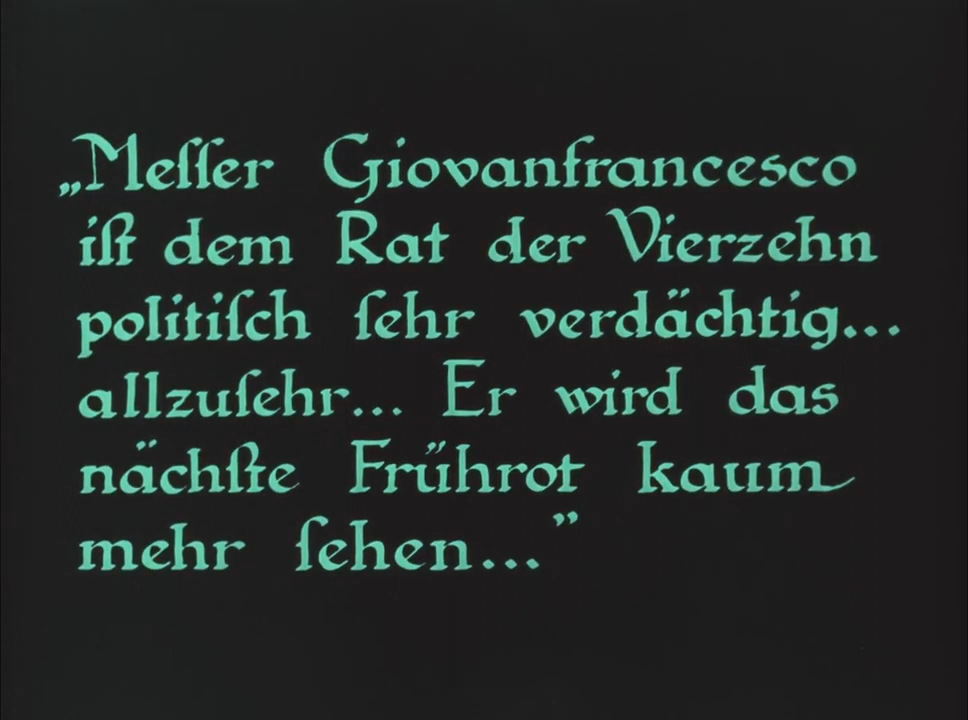 „Meſſer Giovanfrancesco
iſt dem Rat der Vierzehn
politiſch ſehr verdächtig...
allzuſehr... Er wird das
nächſte Frührot kaum
mehr ſehen...”